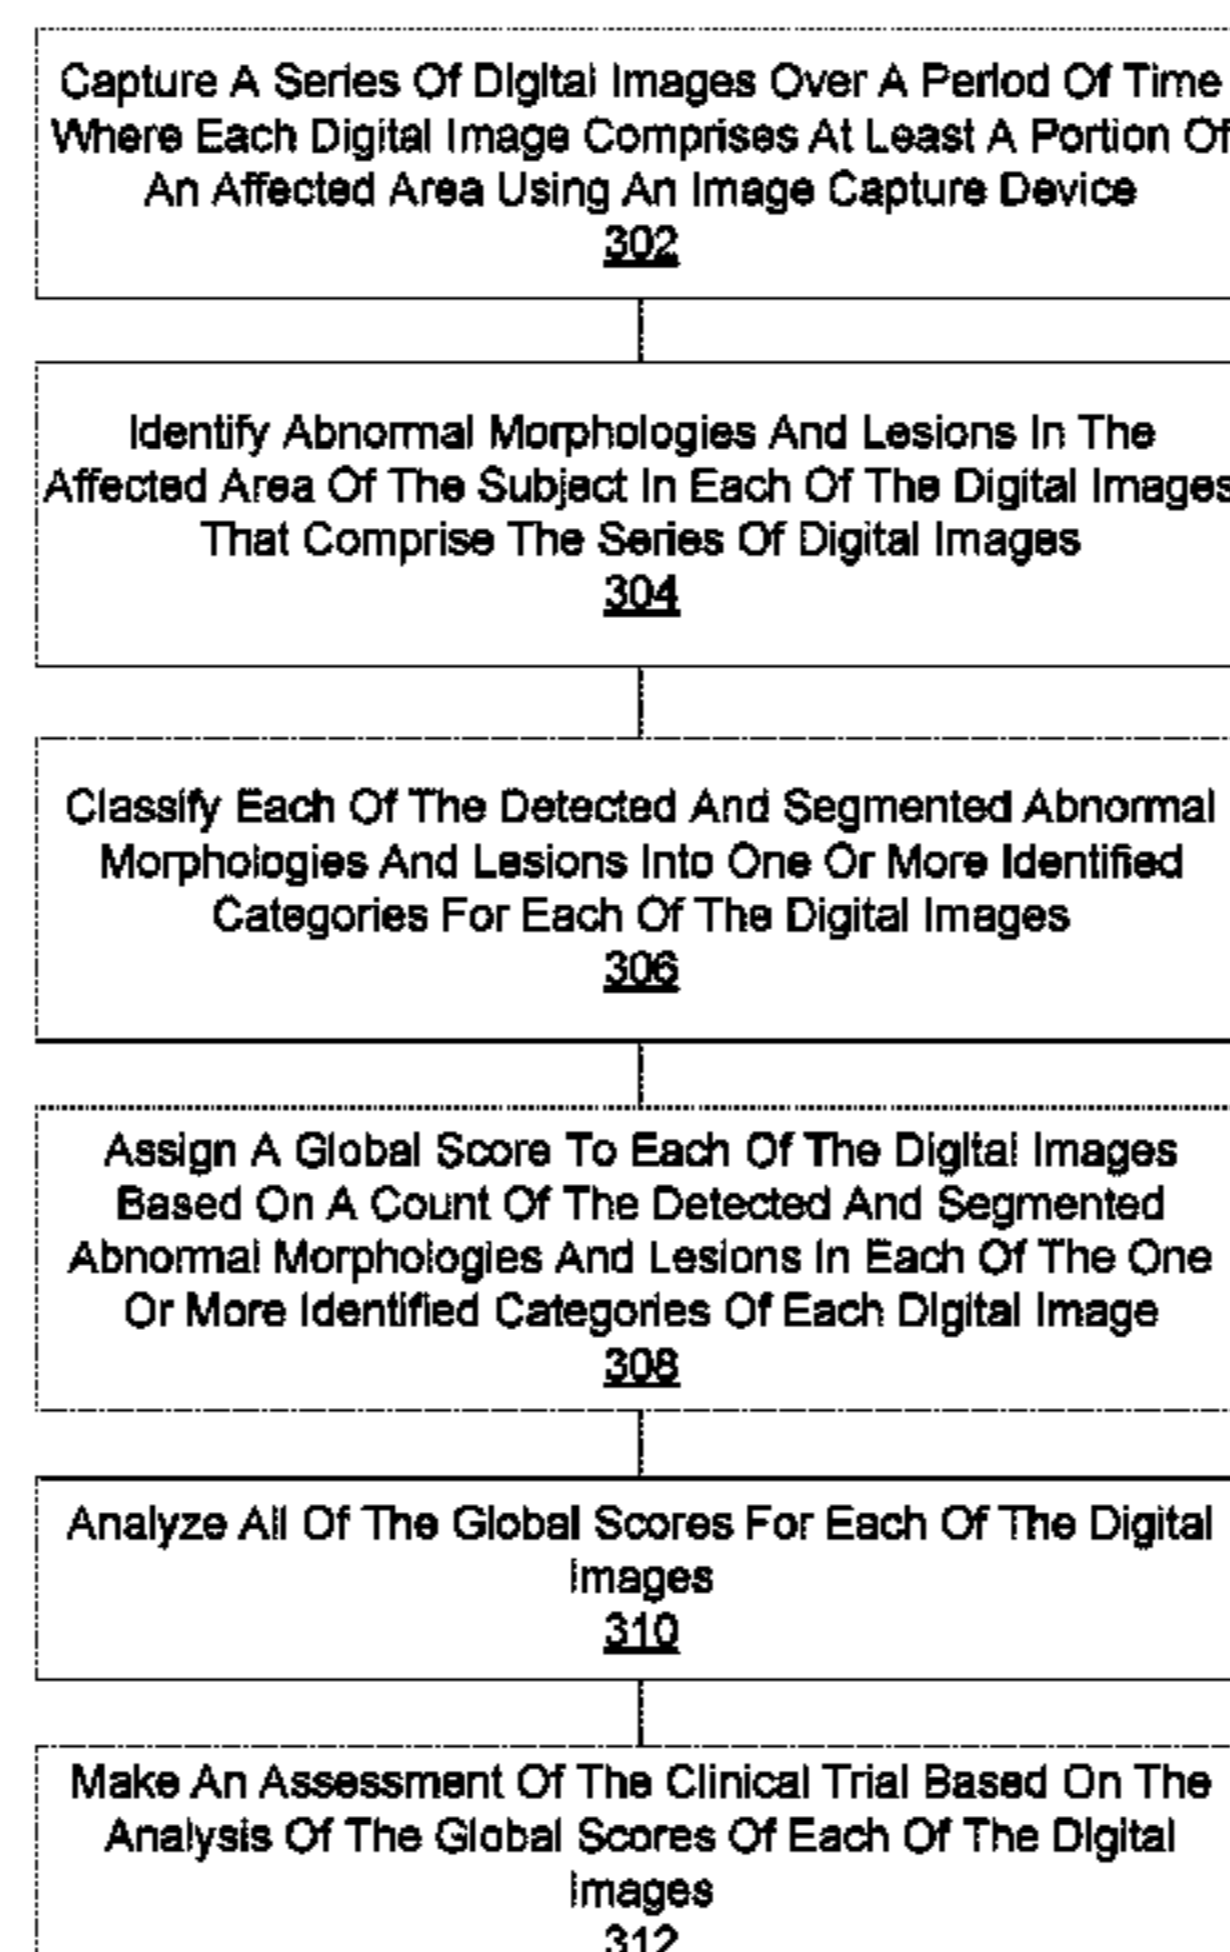 Capture A Series Of Digital Images Over A Period Of Time
Where Each Digital Image Comprises At Least A Portion Of
An Affected Area Using An Image Capture Device
302
Identify Abnormal Morphologies And Lesions In The
Affected Area Of The Subject In Each Of The Digital Images
That Comprise The Series Of Digital Images
304
Classify Each Of The Detected And Segmented Abnormal
Morphologies And Lesions Into One Or More Identified
Categories For Each Of The Digital Images
306
Assign A Global Score To Each Of The Digital Images
Based On A Count Of The Detected And Segmented
Abnormal Morphologies And Lesions In Each Of The One
Or More Identified Categories Of Each Digital Image
308
Analyze All Of The Global Scores For Each Of The Digital
Images
310
Make An Assessment Of The Clinical Trial Based On The
Analysis Of The Global Scores Of Each Of The Digital
Images
312